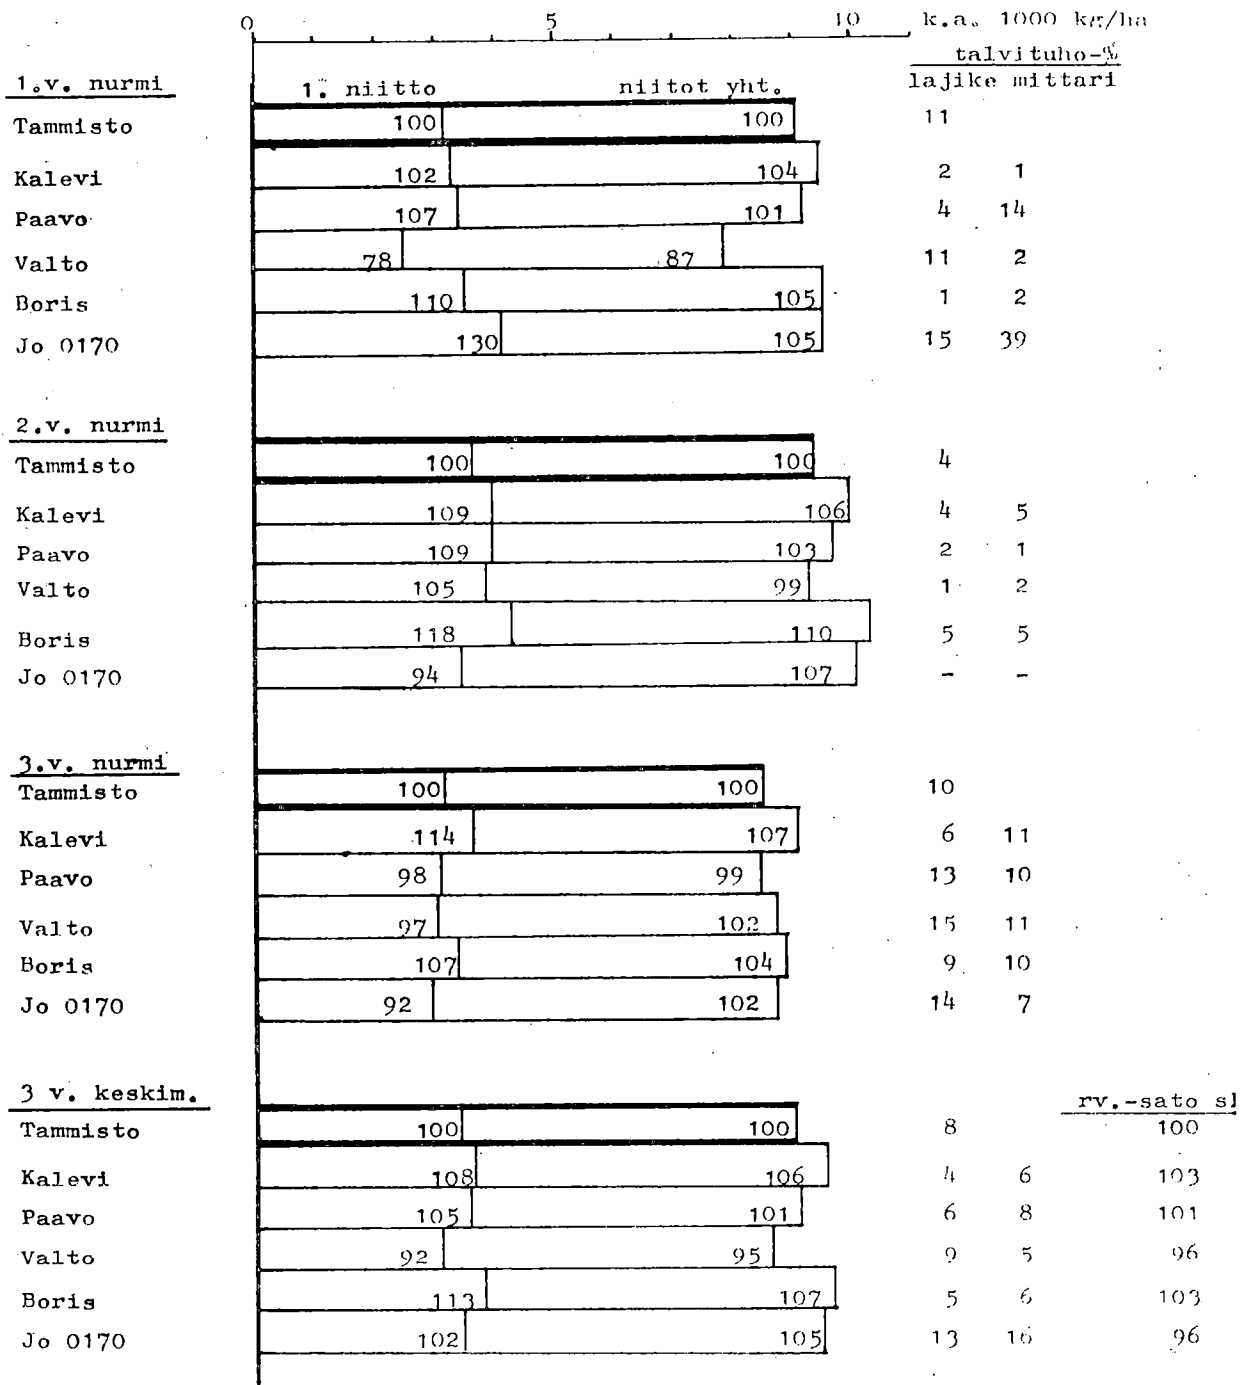 0 5 10 k.a. 1000 kg/ha
talvituho-%
1.v. nurmi 1. niitto niitot yht. lajike mittari
Tammisto 100 100 11
Kalevi 102 104 2 1
Paavo 107 101 4 14
Valto 78 87 11 2
Boris 110 105 1 2
Jo 0170 130 105 15 39
2.v. nurmi
Tammisto 100 100 4
Kalevi 109 106 4 5
Paavo 109 103 2 1
Valto 105 99 1 2
Boris 118 110 5 5
Jo 0170 94 107 - -
3.v. nurmi
Tammisto 100 100 10
Kalevi 114 107 6 11
Paavo 98 99 13 10
Valto 97 102 15 11
Boris 107 104 9 10
Jo 0170 92 102 14 7
3 v. keskim. rv.-sato sl
Tammisto 100 100 8 100
Kalevi 108 106 4 6 103
Paavo 105 101 6 8 101
Valto 92 95 9 5 96
Boris 113 107 5 6 103
Jo 0170 102 105 13 16 96